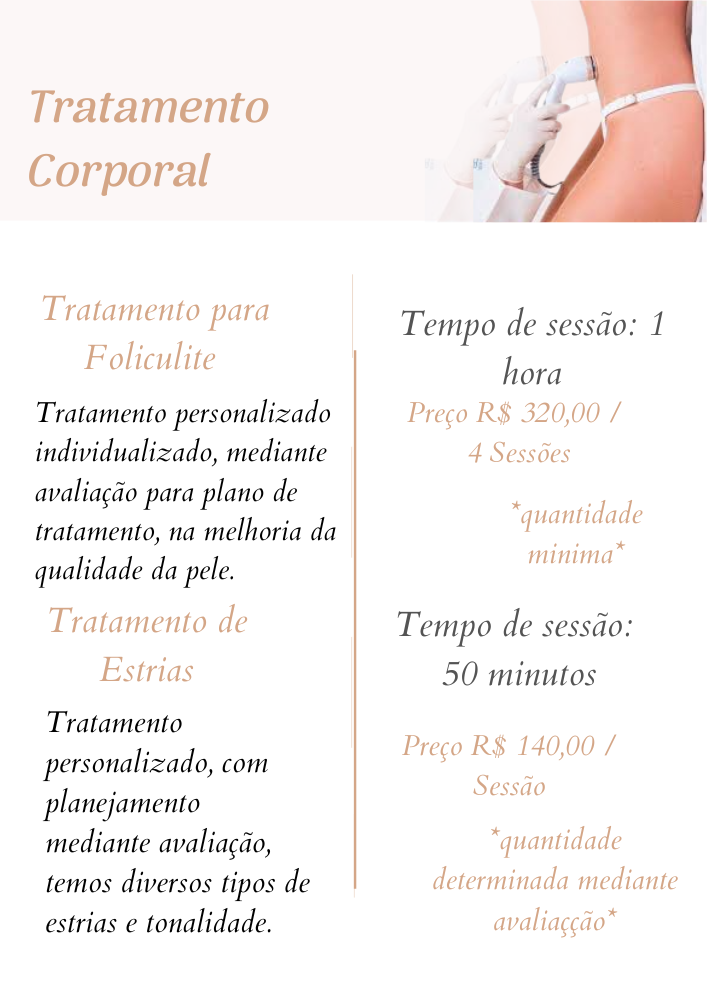 Tratamento
Corporal
Tratamento para
Foliculite
Tratamento personalizado
individualizado, mediante
avaliação para plano de
tratamento, na melhoria da
qualidade da pele.
Tempo de sessão: 1
hora
Preço R$ 320,00 /
4 Sessões
*quantidade
minima*
Tratamento de
Estrias
Tratamento
personalizado, com
planejamento
mediante avaliação,
temos diversos tipos de
estrias e tonalidade.
Tempo de sessão:
50 minutos
Preço R$ 140,00 /
Sessão
*quantidade
determinada mediante
avaliaçção*